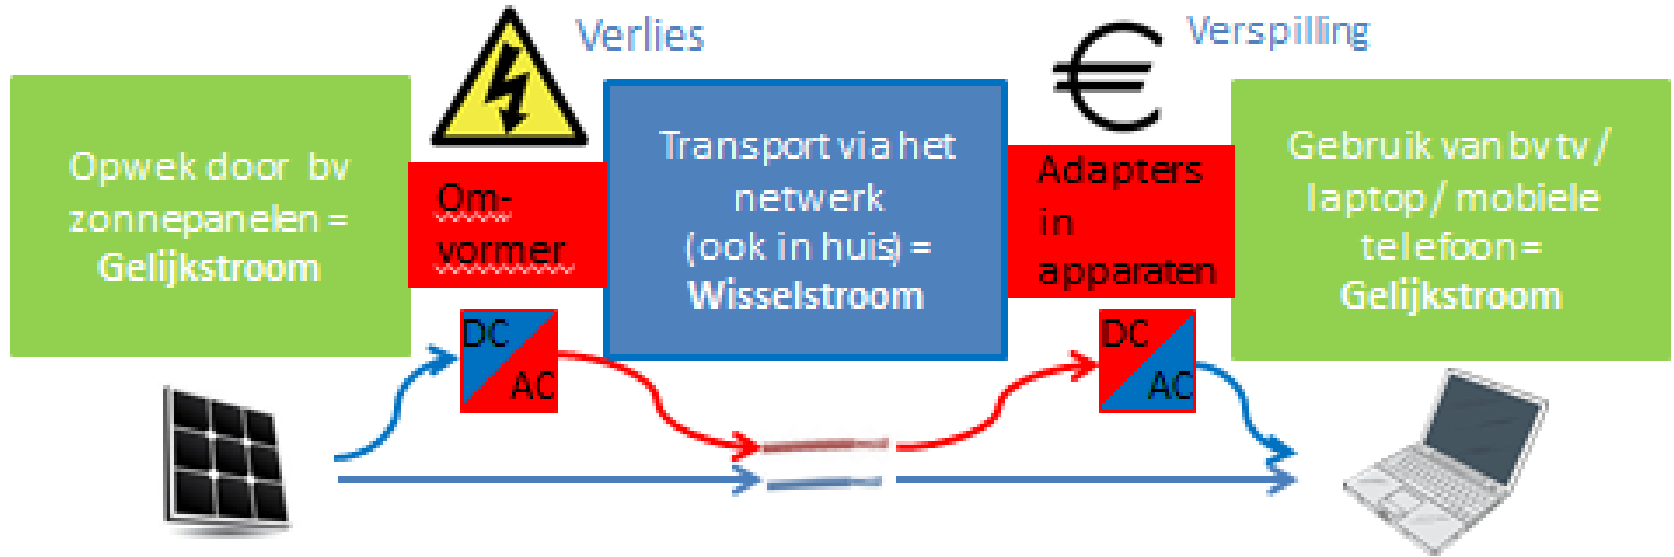 Verlies
Verspilling
Opwek door bv
zonnepanelen =
Gelijkstroom
Om-
vormer
Transport via het
netwerk
(ook in huis) =
Wisselstroom
Adapters
in
apparaten
Gebruik van bv tv /
laptop / mobiele
telefoon =
Gelijkstroom
DC
AC
DC
AC